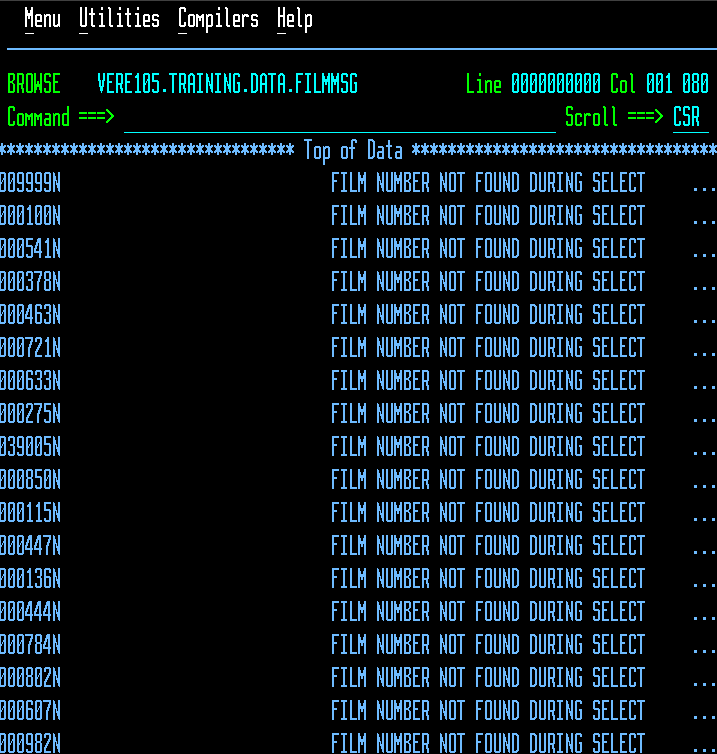 Menu Utilities Compilers Help
BROWSE VERE105.TRAINING.DATA.FILMMSG Line 0000000000 Col 001 080
Command ===> Scroll ===> CSR
********************************* Top of Data **********************************
009999N FILM NUMBER NOT FOUND DURING SELECT ...
000100N FILM NUMBER NOT FOUND DURING SELECT ...
000541N FILM NUMBER NOT FOUND DURING SELECT ...
000378N FILM NUMBER NOT FOUND DURING SELECT ...
000463N FILM NUMBER NOT FOUND DURING SELECT ...
000721N FILM NUMBER NOT FOUND DURING SELECT ...
000633N FILM NUMBER NOT FOUND DURING SELECT ...
000275N FILM NUMBER NOT FOUND DURING SELECT ...
039005N FILM NUMBER NOT FOUND DURING SELECT ...
000850N FILM NUMBER NOT FOUND DURING SELECT ...
000115N FILM NUMBER NOT FOUND DURING SELECT ...
000447N FILM NUMBER NOT FOUND DURING SELECT ...
000136N FILM NUMBER NOT FOUND DURING SELECT ...
000444N FILM NUMBER NOT FOUND DURING SELECT ...
000784N FILM NUMBER NOT FOUND DURING SELECT ...
000802N FILM NUMBER NOT FOUND DURING SELECT ...
000607N FILM NUMBER NOT FOUND DURING SELECT ...
000982N FILM NUMBER NOT FOUND DURING SELECT ...